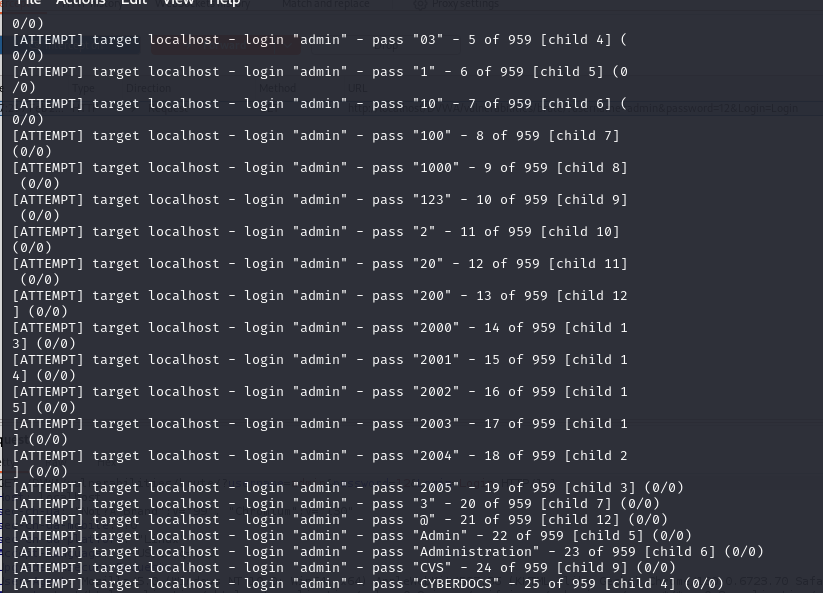 File Actions Edit View Help
0/0)
[ATTEMPT] target localhost - login "admin" - pass "03" - 5 of 959 [child 4] (
0/0)
[ATTEMPT] target localhost - login "admin" - pass "1" - 6 of 959 [child 5] (0
/0)
[ATTEMPT] target localhost - login "admin" - pass "10" - 7 of 959 [child 6] (
0/0)
[ATTEMPT] target localhost - login "admin" - pass "100" - 8 of 959 [child 7]
(0/0)
[ATTEMPT] target localhost - login "admin" - pass "1000" - 9 of 959 [child 8]
(0/0)
[ATTEMPT] target localhost - login "admin" - pass "123" - 10 of 959 [child 9]
(0/0)
[ATTEMPT] target localhost - login "admin" - pass "2" - 11 of 959 [child 10]
(0/0)
[ATTEMPT] target localhost - login "admin" - pass "20" - 12 of 959 [child 11]
(0/0)
[ATTEMPT] target localhost - login "admin" - pass "200" - 13 of 959 [child 12
] (0/0)
[ATTEMPT] target localhost - login "admin" - pass "2000" - 14 of 959 [child 1
3] (0/0)
[ATTEMPT] target localhost - login "admin" - pass "2001" - 15 of 959 [child 1
4] (0/0)
[ATTEMPT] target localhost - login "admin" - pass "2002" - 16 of 959 [child 1
5] (0/0)
[ATTEMPT] target localhost - login "admin" - pass "2003" - 17 of 959 [child 1
] (0/0)
[ATTEMPT] target localhost - login "admin" - pass "2004" - 18 of 959 [child 2
] (0/0)
[ATTEMPT] target localhost - login "admin" - pass "2005" - 19 of 959 [child 3] (0/0)
[ATTEMPT] target localhost - login "admin" - pass "3" - 20 of 959 [child 7] (0/0)
[ATTEMPT] target localhost - login "admin" - pass "@" - 21 of 959 [child 12] (0/0)
[ATTEMPT] target localhost - login "admin" - pass "Admin" - 22 of 959 [child 5] (0/0)
[ATTEMPT] target localhost - login "admin" - pass "Administration" - 23 of 959 [child 6] (0/0)
[ATTEMPT] target localhost - login "admin" - pass "CVS" - 24 of 959 [child 9] (0/0)
[ATTEMPT] target localhost - login "admin" - pass "CYBERDOCS" - 25 of 959 [child 4] (0/0)